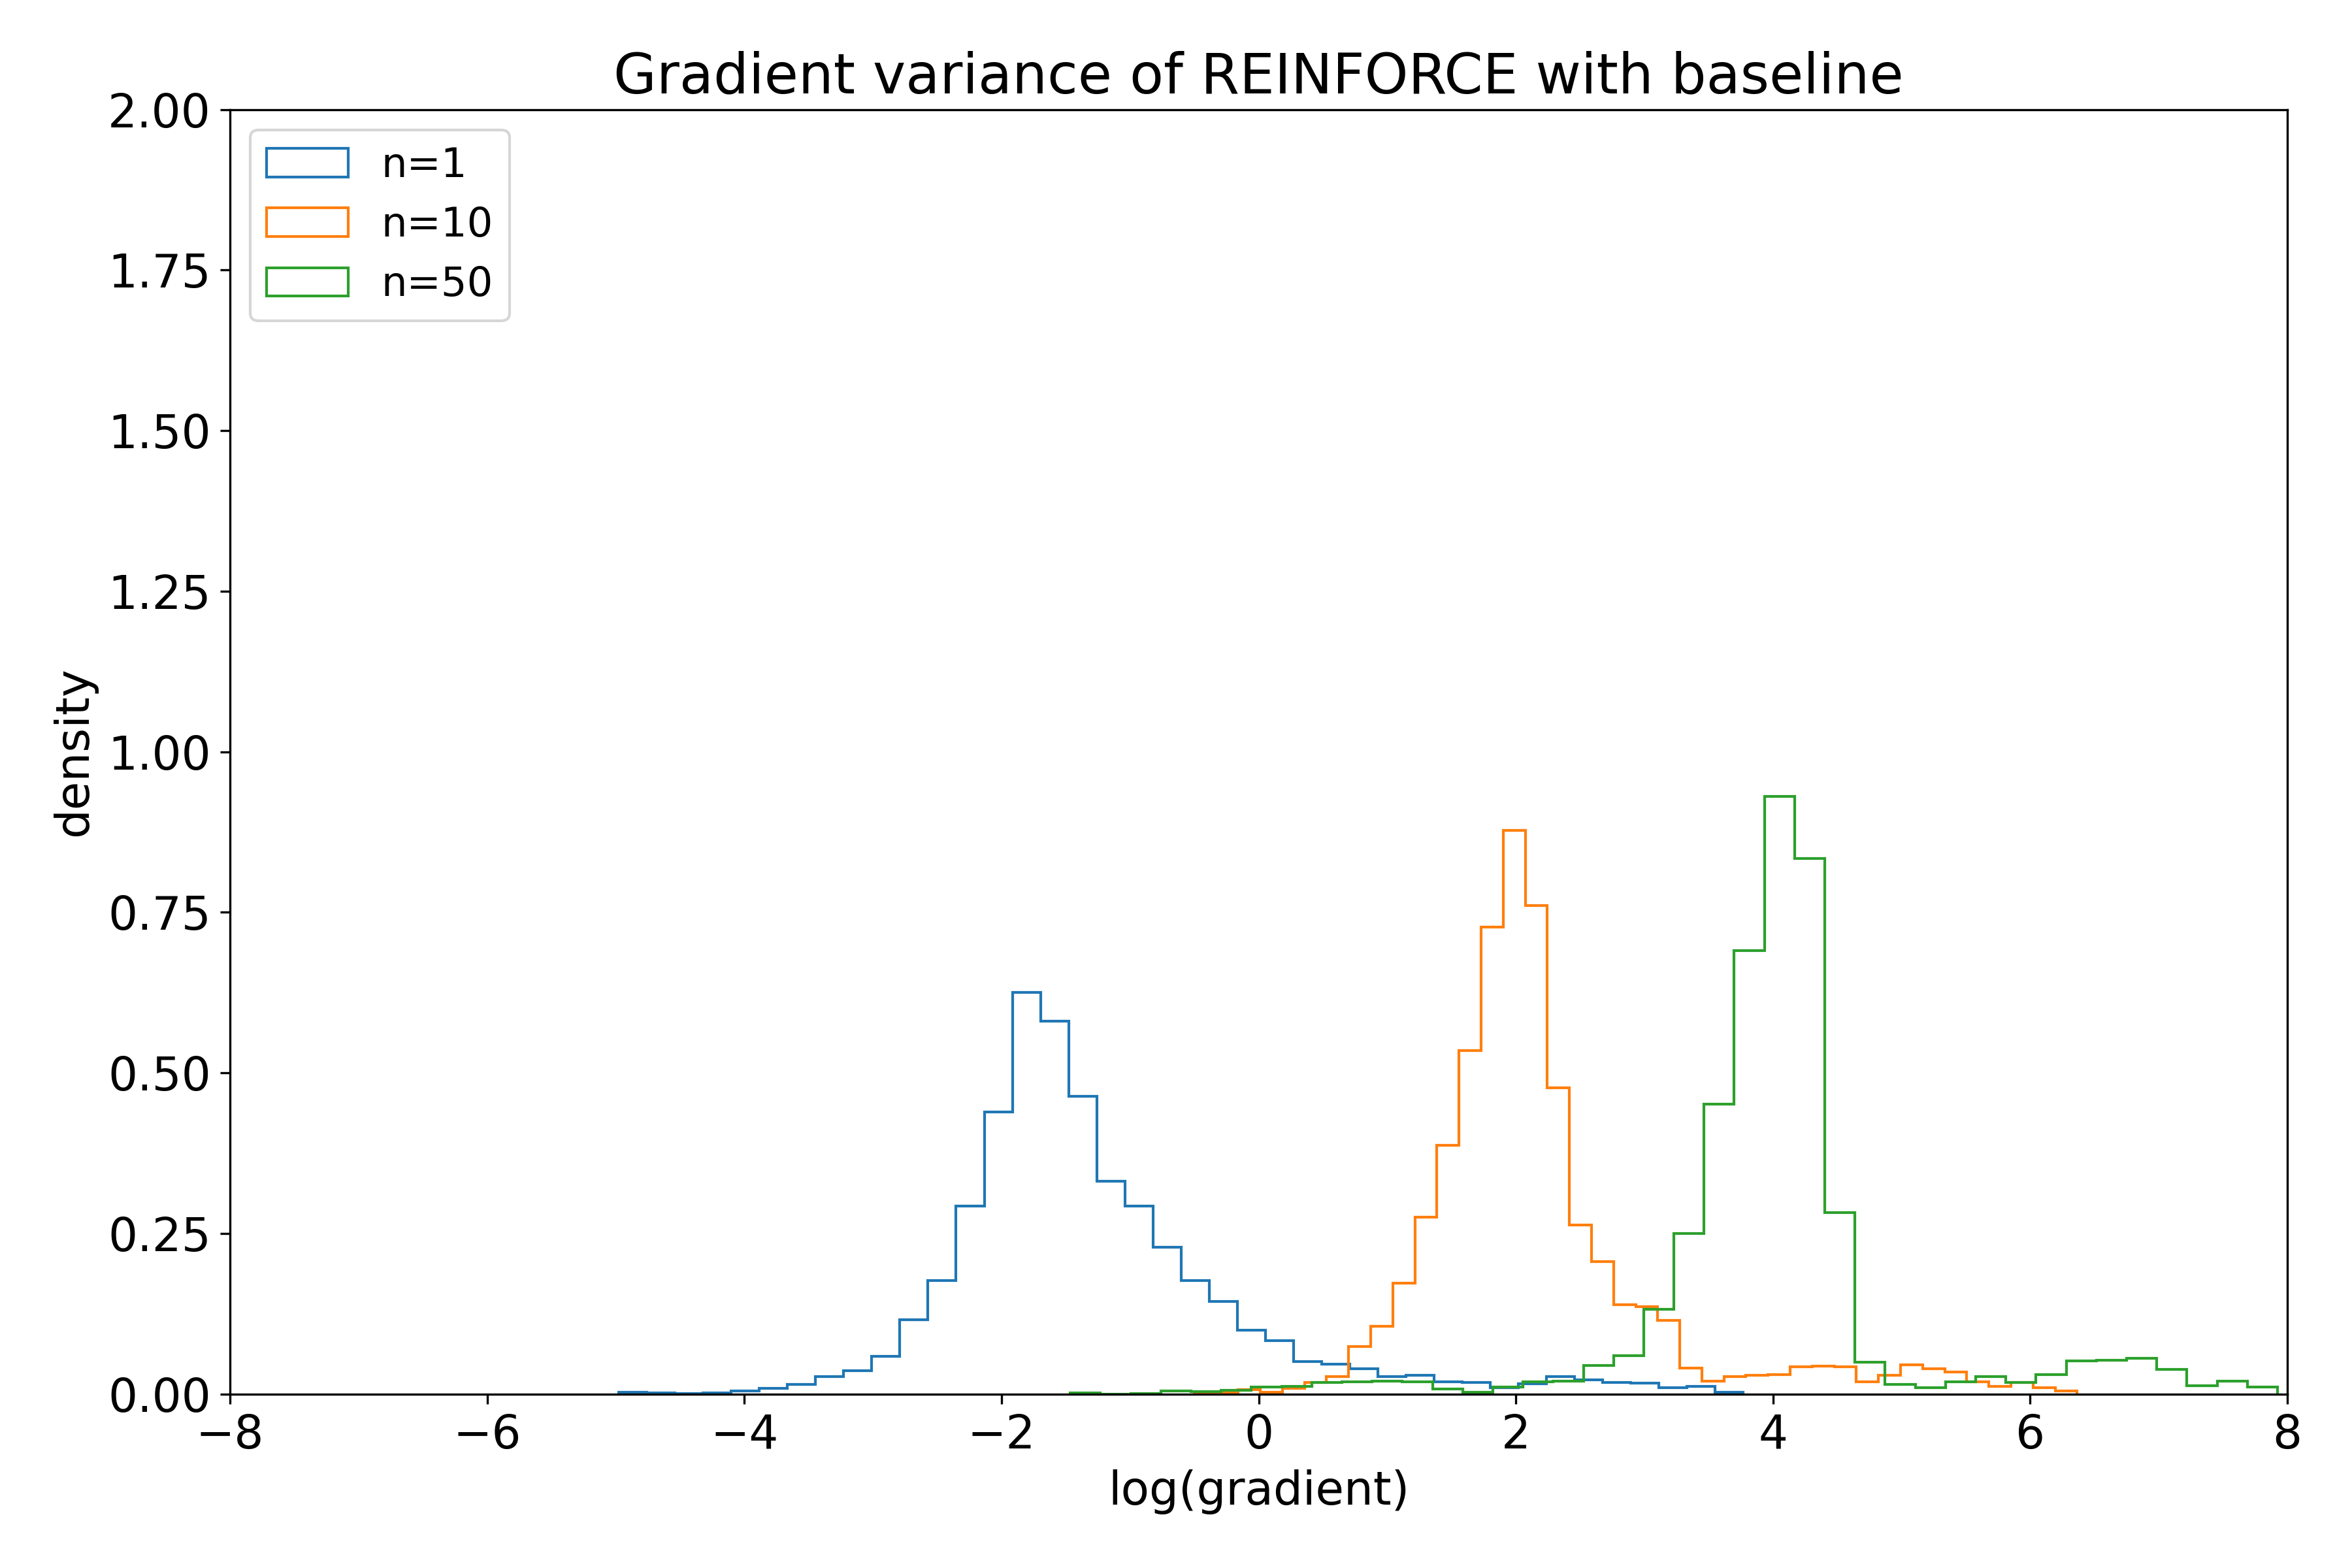 Gradient variance of REINFORCE with baseline
2.00
1.75
1.50
1.25
1.00
0.75
0.50
0.25
0.00
density
n=1
n=10
n=50
−8 −6 −4 −2 0 2 4 6 8
log(gradient)